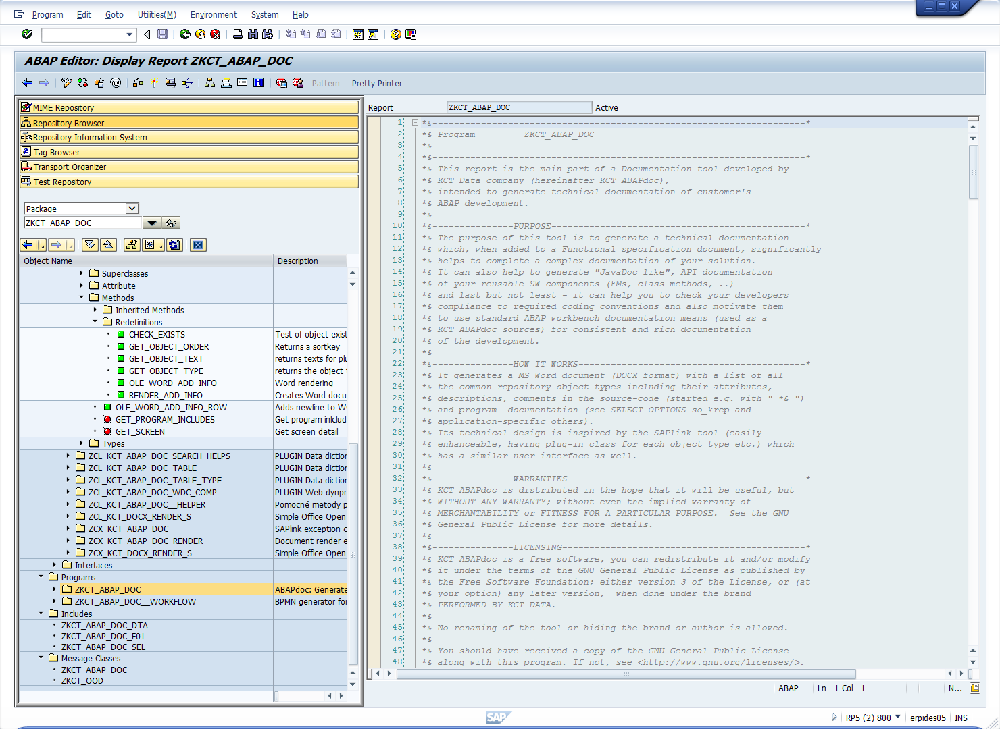 Program Edit Goto Utilities(M) Environment System Help
ABAP Editor: Display Report ZKCT_ABAP_DOC
Pattern Pretty Printer
MIME Repository
Repository Browser
Repository Information System
Tag Browser
Transport Organizer
Test Repository
Package
ZKCT_ABAP_DOC
Object Name Description
Superclasses
Attribute
Methods
Inherited Methods
Redefinitions
CHECK_EXISTS Test of object exist
GET_OBJECT_ORDER Returns a sortkey
GET_OBJECT_TEXT returns texts for plu
GET_OBJECT_TYPE returns the object t
OLE_WORD_ADD_INFO Word rendering
RENDER_ADD_INFO Creates Word docu
OLE_WORD_ADD_INFO_ROW Adds newline to WO
GET_PROGRAM_INCLUDES Get program inlclud
GET_SCREEN Get screen detail
Types
ZCL_KCT_ABAP_DOC_SEARCH_HELPS PLUGIN Data diction
ZCL_KCT_ABAP_DOC_TABLE PLUGIN Data diction
ZCL_KCT_ABAP_DOC_TABLE_TYPE PLUGIN Data diction
ZCL_KCT_ABAP_DOC_WDC_COMP PLUGIN Web dynpr
ZCL_KCT_ABAP_DOC__HELPER Pomocné metody p
ZCL_KCT_DOCX_RENDER_S Simple Office Open
ZCX_KCT_ABAP_DOC SAPlink exception c
ZCX_KCT_ABAP_DOC_RENDER Document render e
ZCX_KCT_DOCX_RENDER_S Simple Office Open
Interfaces
Programs
ZKCT_ABAP_DOC ABAPdoc: Generate
ZKCT_ABAP_DOC__WORKFLOW BPMN generator for
Includes
ZKCT_ABAP_DOC_DTA
ZKCT_ABAP_DOC_F01
ZKCT_ABAP_DOC_SEL
Message Classes
ZKCT_ABAP_DOC
ZKCT_OOD
Report ZKCT_ABAP_DOC Active
1 *&---------------------------------------------------------------------*
2 *& Program         ZKCT_ABAP_DOC
3 *&
4 *&---------------------------------------------------------------------*
5 *& This report is the main part of a Documentation tool developed by
6 *& KCT Data company (hereinafter KCT ABAPdoc),
7 *& intended to generate technical documentation of customer's
8 *& ABAP development.
9 *&
10 *&---------------PURPOSE-----------------------------------------------*
11 *& The purpose of this tool is to generate a technical documentation
12 *& which, when added to a Functional specification document, significantly
13 *& helps to complete a complex documentation of your solution.
14 *& It can also help to generate "JavaDoc like", API documentation
15 *& of your reusable SW components (FMs, class methods, ..)
16 *& and last but not least - it can help you to check your developers
17 *& compliance to required coding conventions and also motivate them
18 *& to use standard ABAP workbench documentation means (used as a
19 *& KCT ABAPdoc sources) for consistent and rich documentation
20 *& of the development.
21 *&
22 *&---------------HOW IT WORKS------------------------------------------*
23 *& It generates a MS Word document (DOCX format) with a list of all
24 *& the common repository object types including their attributes,
25 *& descriptions, comments in the source-code (started e.g. with " *& ")
26 *& and program  documentation (see SELECT-OPTIONS so_krep and
27 *& application-specific others).
28 *& Its technical design is inspired by the SAPlink tool (easily
29 *& enhanceable, having plug-in class for each object type etc.) which
30 *& has a similar user interface as well.
31 *&
32 *&---------------WARRANTIES--------------------------------------------*
33 *& KCT ABAPdoc is distributed in the hope that it will be useful, but
34 *& WITHOUT ANY WARRANTY; without even the implied warranty of
35 *& MERCHANTABILITY or FITNESS FOR A PARTICULAR PURPOSE.  See the GNU
36 *& General Public License for more details.
37 *&
38 *&---------------LICENSING---------------------------------------------*
39 *& KCT ABAPdoc is a free software, you can redistribute it and/or modify
40 *& it under the terms of the GNU General Public License as published by
41 *& the Free Software Foundation; either version 3 of the License, or (at
42 *& your option) any later version,  when done under the brand
43 *& PERFORMED BY KCT DATA.
44 *&
45 *& No renaming of the tool or hiding the brand or author is allowed.
46 *&
47 *& You should have received a copy of the GNU General Public License
48 *& along with this program. If not, see <http://www.gnu.org/licenses/>.
ABAP Ln 1 Col 1 N...
SAP RP5 (2) 800 erpides05 INS